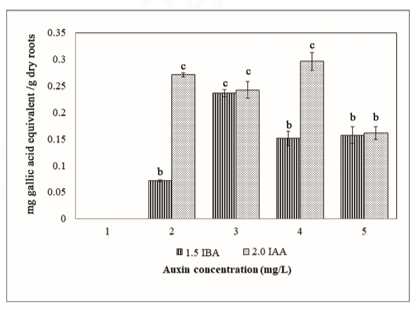 mg gallic acid equivalent /g dry roots
0.35
0.3
0.25
0.2
0.15
0.1
0.05
0
b
c
c
c
b
c
b
b
1 2 3 4 5
1.5 IBA 2.0 IAA
Auxin concentration (mg/L)